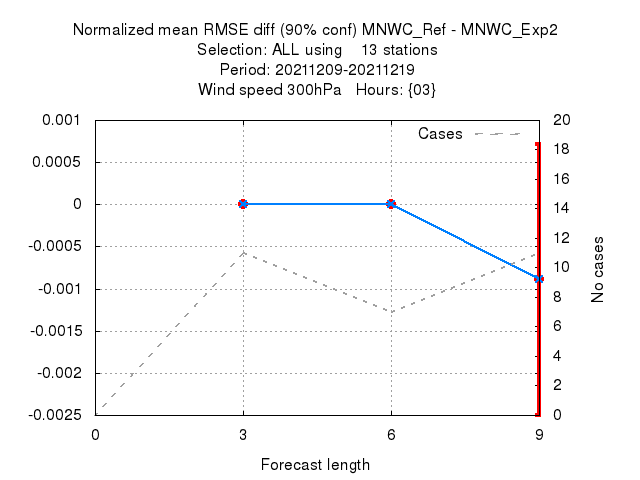 Normalized mean RMSE diff (90% conf) MNWC_Ref - MNWC_Exp2
Selection: ALL using 13 stations
Period: 20211209-20211219
Wind speed 300hPa Hours: {03}
Cases
0.001
0.0005
0
-0.0005
-0.001
-0.0015
-0.002
-0.0025
20
18
16
14
12
10
8
6
4
2
0
No cases
0 3 6 9
Forecast length